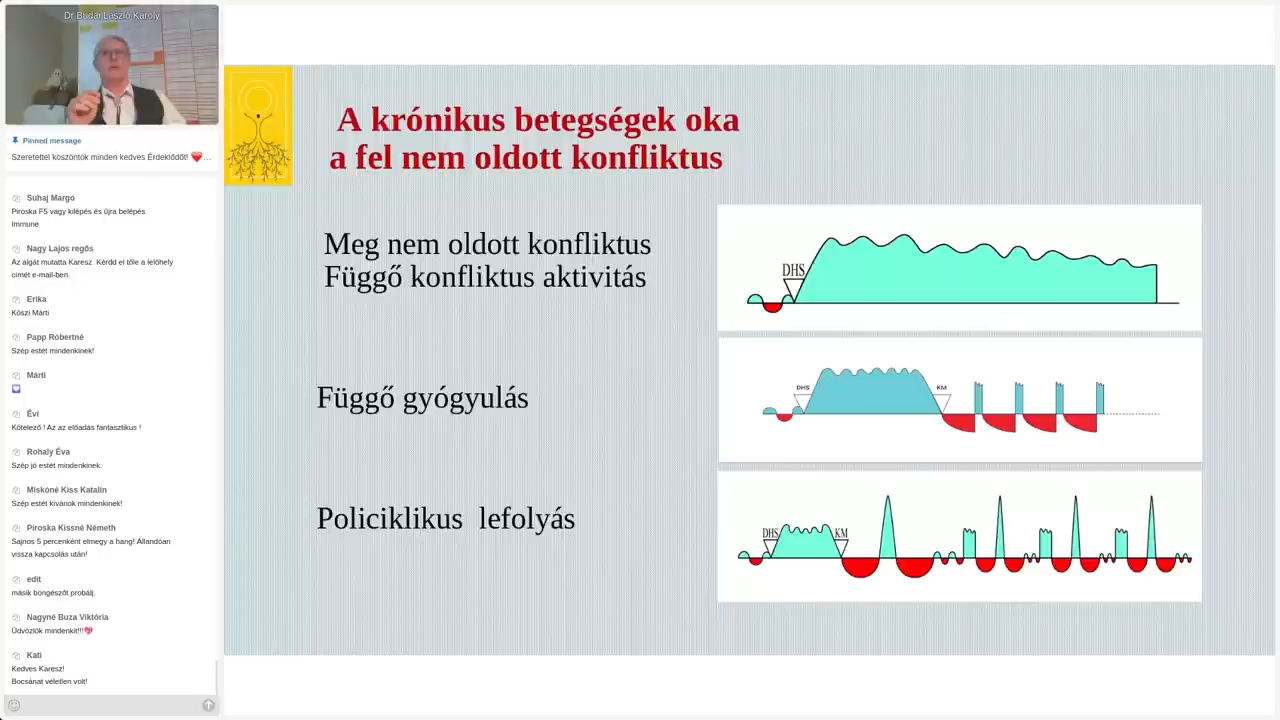 Dr Budai László Károly
Pinned message
Szeretettel köszöntök minden kedves Érdeklődőt! ❤️...
Suhaj Margó
Piroska F5 vagy kilépés és újra belépés
Immune
Nagy Lajos regős
Az algát mutatta Karesz. Kérdd el tőle a lelőhely
címét e-mail-ben.
Erika
Köszi Márti
Papp Róbertné
Szép estét mindenkinek!
Márti
Évi
Kötelező ! Az az előadás fantasztikus !
Rohaly Éva
Szép jó estét mindenkinek.
Miskóné Kiss Katalin
Szép estét kívánok mindenkinek!
Piroska Kissné Németh
Sajnos 5 percenként elmegy a hang! Állandóan
vissza kapcsolás után!
edit
másik böngészőt probálj.
Nagyné Buza Viktória
Üdvözlök mindenkit!!!💖
Kati
Kedves Karesz!
Bocsánat véletlen volt!
A krónikus betegségek oka
a fel nem oldott konfliktus
Meg nem oldott konfliktus
Függő konfliktus aktivitás
DHS
Függő gyógyulás
DHS
KM
Policiklikus lefolyás
DHS
KM